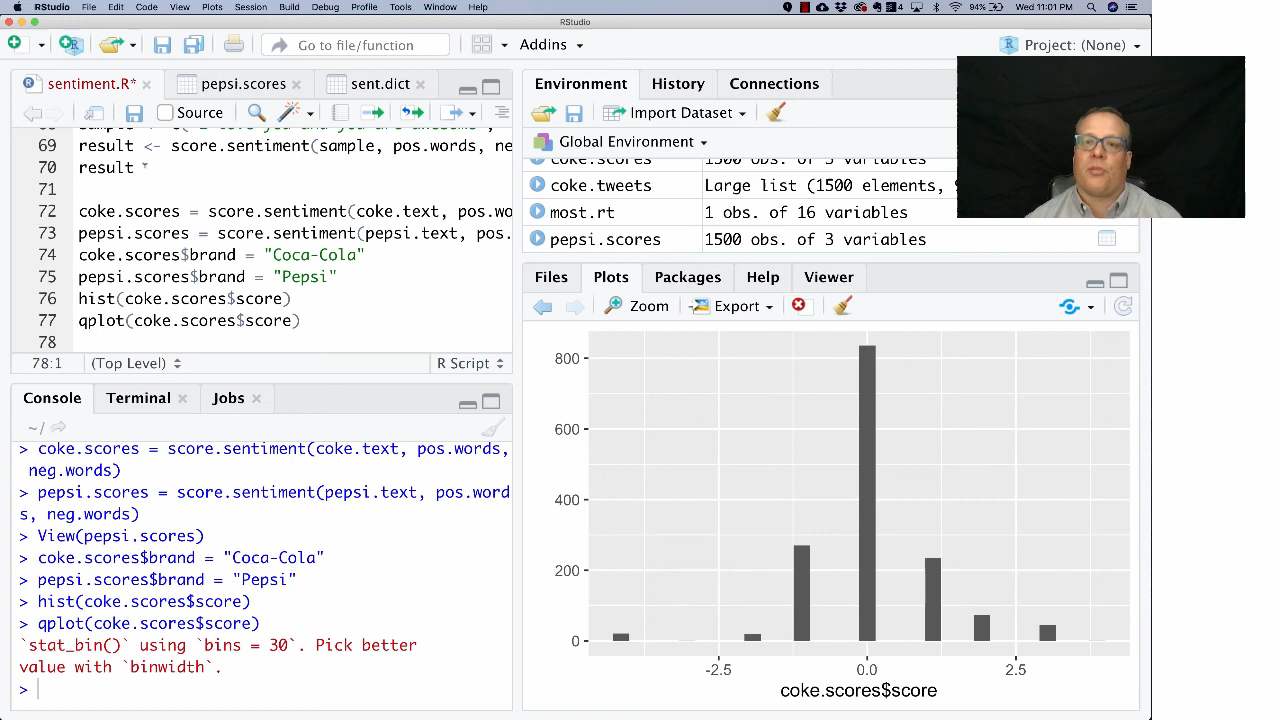 RStudio File Edit Code View Plots Session Build Debug Profile Tools Window Help 4 94% Wed 11:01 PM
RStudio
Go to file/function Addins Project: (None)
sentiment.R* pepsi.scores sent.dict
Source
69 result <- score.sentiment(sample, pos.words, ne
70 result
71
72 coke.scores = score.sentiment(coke.text, pos.wo
73 pepsi.scores = score.sentiment(pepsi.text, pos.
74 coke.scores$brand = "Coca-Cola"
75 pepsi.scores$brand = "Pepsi"
76 hist(coke.scores$score)
77 qplot(coke.scores$score)
78
78:1 (Top Level) R Script
Console Terminal Jobs
~/
> coke.scores = score.sentiment(coke.text, pos.words,
neg.words)
> pepsi.scores = score.sentiment(pepsi.text, pos.word
s, neg.words)
> View(pepsi.scores)
> coke.scores$brand = "Coca-Cola"
> pepsi.scores$brand = "Pepsi"
> hist(coke.scores$score)
> qplot(coke.scores$score)
`stat_bin()` using `bins = 30`. Pick better
value with `binwidth`.
>
Environment History Connections
Import Dataset
Global Environment
coke.scores 1500 obs. of 3 variables
coke.tweets Large list (1500 elements,
most.rt 1 obs. of 16 variables
pepsi.scores 1500 obs. of 3 variables
Files Plots Packages Help Viewer
Zoom Export
800
600
400
200
0
-2.5 0.0 2.5
coke.scores$score